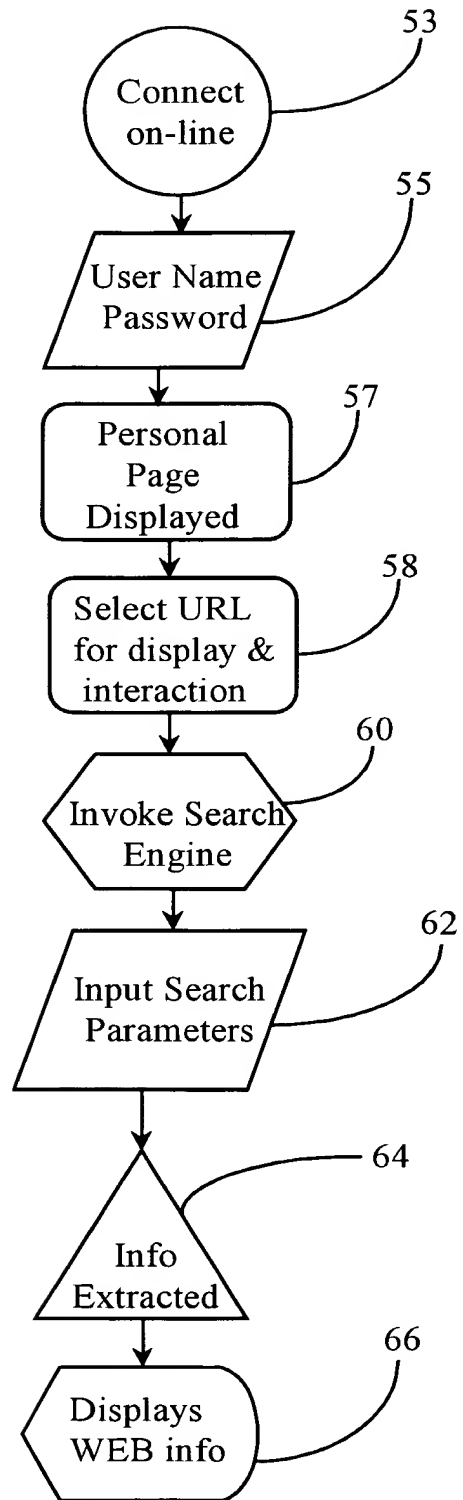 53
Connect
on-line
55
User Name
Password
57
Personal
Page
Displayed
58
Select URL
for display &
interaction
60
Invoke Search
Engine
62
Input Search
Parameters
64
Info
Extracted
66
Displays
WEB info